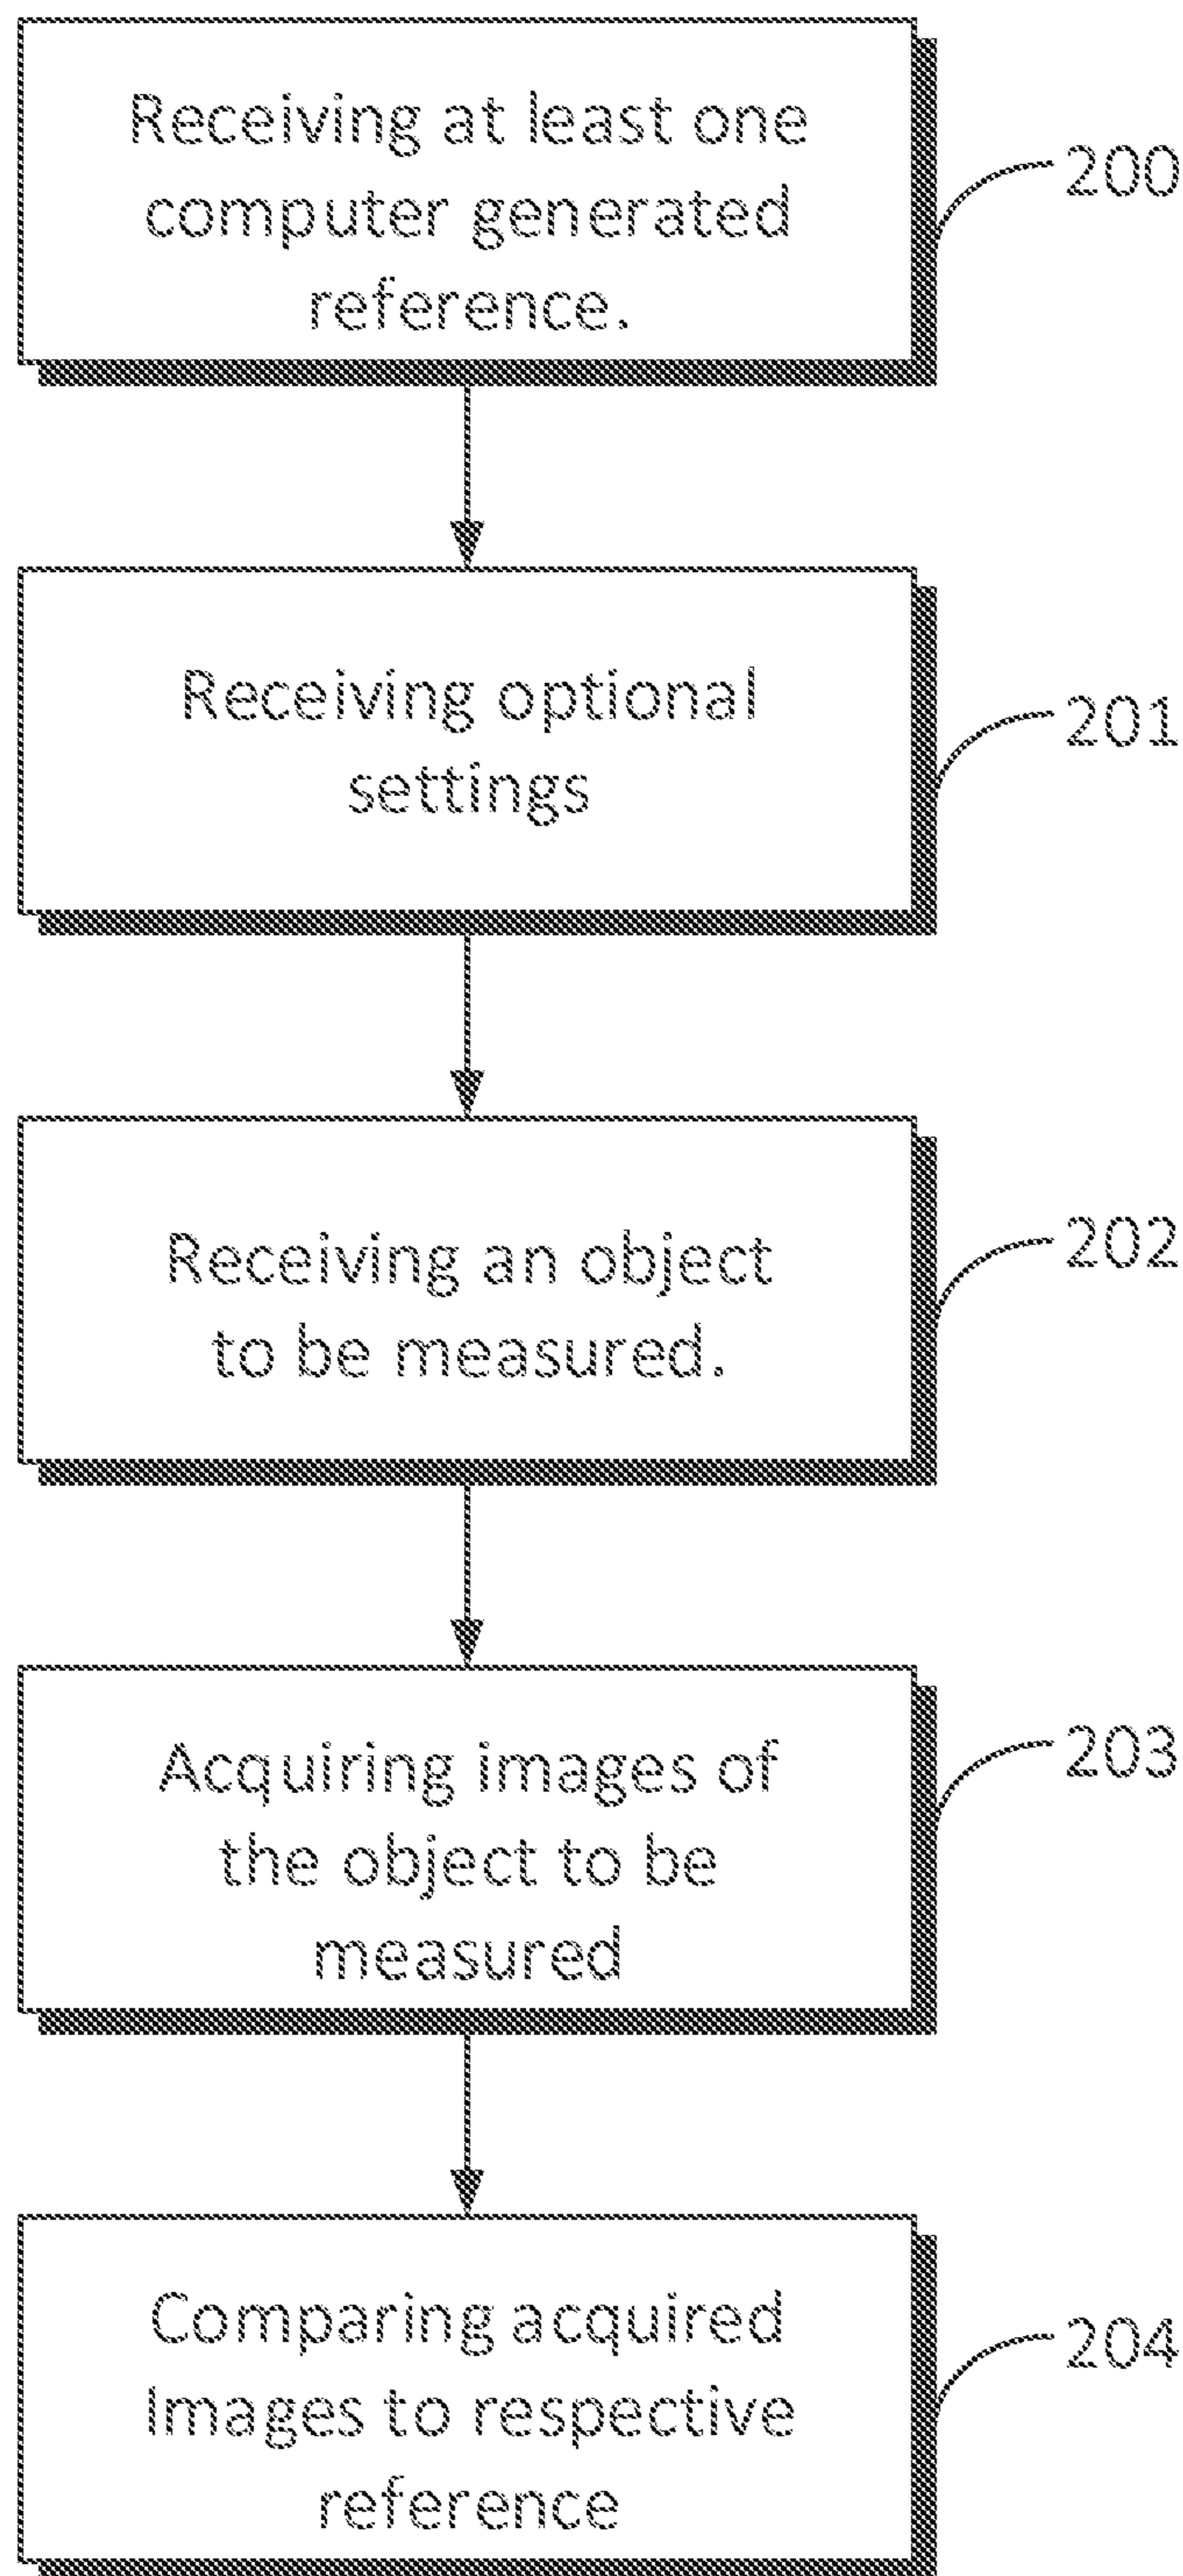 Receiving at least one
computer generated
reference.
200
Receiving optional
settings
201
Receiving an object
to be measured.
202
Acquiring images of
the object to be
measured
203
Comparing acquired
Images to respective
reference
204